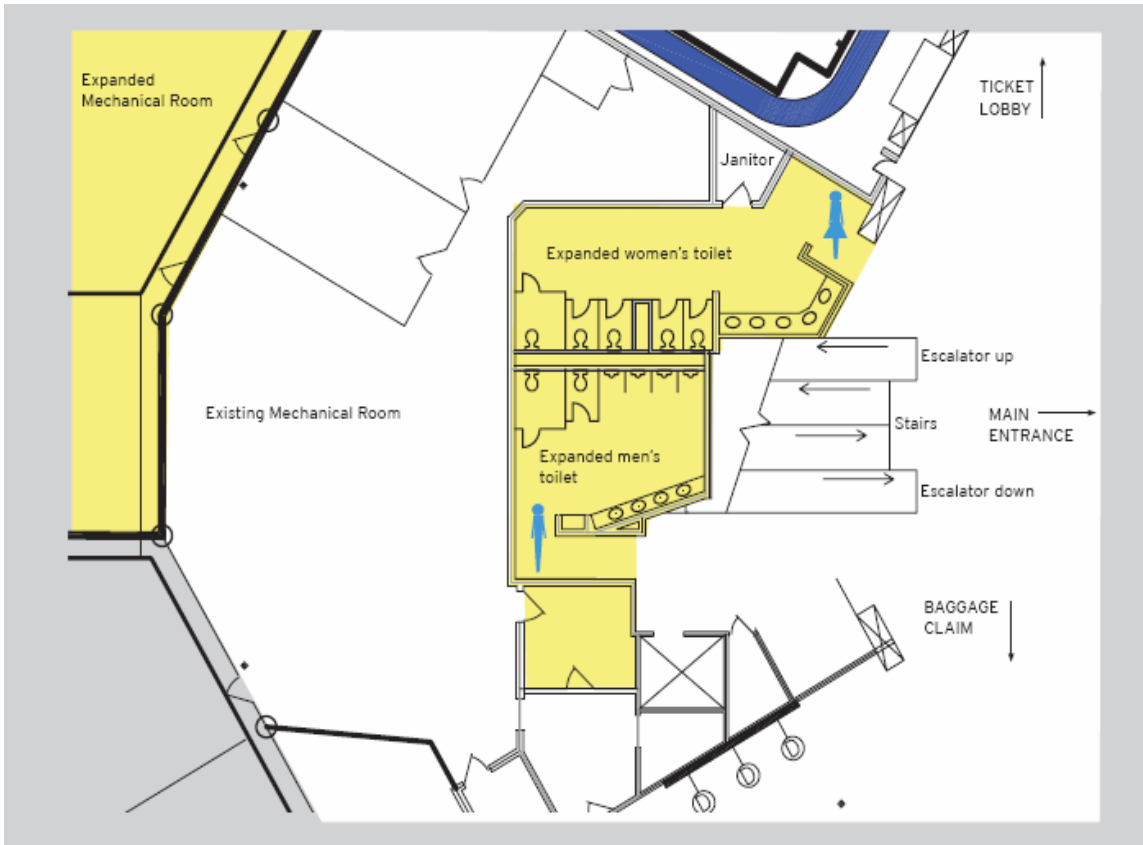 Expanded
Mechanical Room
TICKET
LOBBY
Janitor
Expanded women's toilet
Escalator up
Existing Mechanical Room
MAIN
ENTRANCE
Stairs
Expanded men's
toilet
Escalator down
BAGGAGE
CLAIM